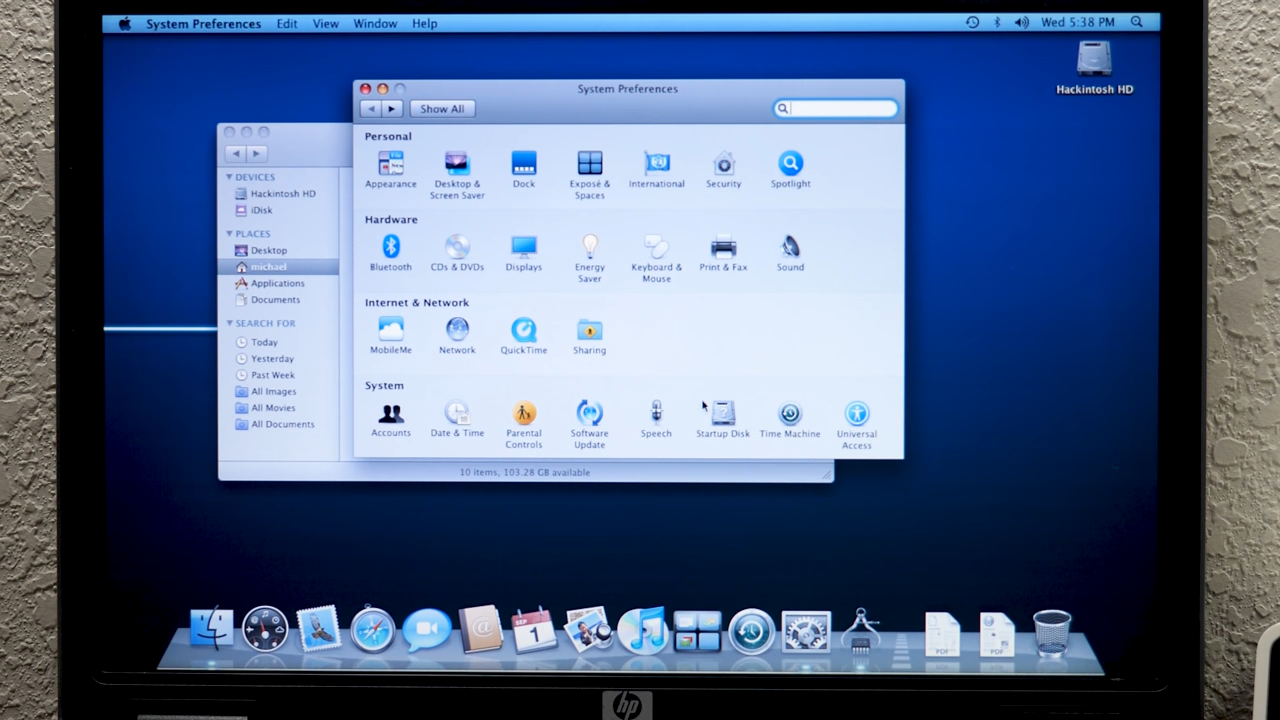 System Preferences Edit View Window Help Wed 5:38 PM
Hackintosh HD
System Preferences
Show All
Personal
Appearance
Desktop &
Screen Saver
Dock
Exposé &
Spaces
International
Security
Spotlight
Hardware
Bluetooth
CDs & DVDs
Displays
Energy
Saver
Keyboard &
Mouse
Print & Fax
Sound
Internet & Network
MobileMe
Network
QuickTime
Sharing
System
Accounts
Date & Time
Parental
Controls
Software
Update
Speech
Startup Disk
Time Machine
Universal
Access
DEVICES
Hackintosh HD
iDisk
PLACES
Desktop
michael
Applications
Documents
SEARCH FOR
Today
Yesterday
Past Week
All Images
All Movies
All Documents
10 items, 103.28 GB available
SEP
1
PDF
PDF
hp